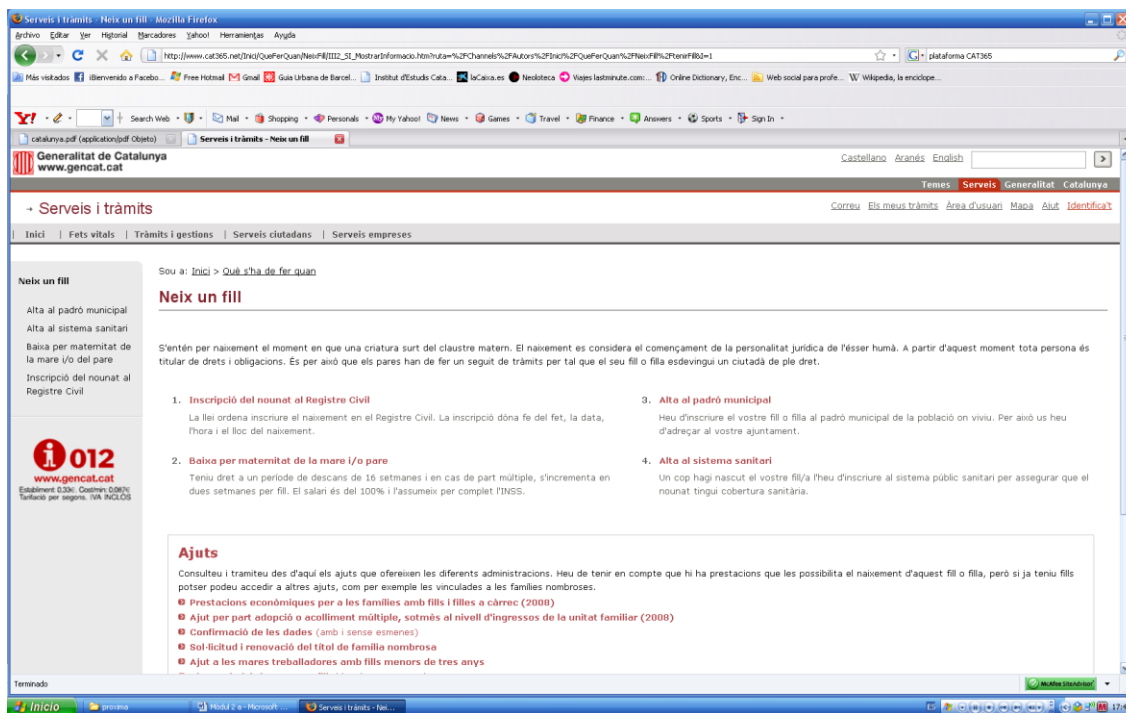 Serveis i tràmits - Neix un fill - Mozilla Firefox
Archivo Editar Ver Historial Marcadores Yahoo! Herramientas Ayuda
http://www.cat365.net/Inici/QueFerQuan/NeixFill/III2_SI_MostrarInformacio.htm?ruta=%2FChannels%2FAutors%2FInici%2FQueFerQuan%2FNeixFill%2FtenirFill&l=1
plataforma CAT365
Más visitados iBienvenido a Facebo... Free Hotmail Gmail Guia Urbana de Barcel... Institut d'Estudis Cata... laCaixa.es Neoloteca Viajes lastminute.com:... Online Dictionary, Enc... Web social para profe... Wikipedia, la enciclope...
Search Web Mail Shopping Personals My Yahoo! News Games Travel Finance Answers Sports Sign In
catalunya.pdf (application/pdf Objeto) Serveis i tràmits - Neix un fill
Generalitat de Catalunya
www.gencat.cat
Castellano Aranés English
Temes Serveis Generalitat Catalunya
Serveis i tràmits
Correu Els meus tràmits Àrea d'usuari Mapa Ajut Identifica't
Inici | Fets vitals | Tràmits i gestions | Serveis ciutadans | Serveis empreses
Neix un fill
Alta al padró municipal
Alta al sistema sanitari
Baixa per maternitat de
la mare i/o del pare
Inscripció del nounat al
Registre Civil
012
www.gencat.cat
Establiment 0,33€. Cost/min: 0,087€
Tarifació per segons. IVA INCLÒS
Sou a: Inici > Què s'ha de fer quan
Neix un fill
S'entén per naixement el moment en que una criatura surt del claustre matern. El naixement es considera el començament de la personalitat jurídica de l'ésser humà. A partir d'aquest moment tota persona és
titular de drets i obligacions. És per això que els pares han de fer un seguit de tràmits per tal que el seu fill o filla esdevingui un ciutadà de ple dret.
1. Inscripció del nounat al Registre Civil
La llei ordena inscriure el naixement en el Registre Civil. La inscripció dóna fe del fet, la data,
l'hora i el lloc del naixement.
2. Baixa per maternitat de la mare i/o pare
Teniu dret a un període de descans de 16 setmanes i en cas de part múltiple, s'incrementa en
dues setmanes per fill. El salari és del 100% i l'assumeix per complet l'INSS.
3. Alta al padró municipal
Heu d'inscriure el vostre fill o filla al padró municipal de la població on viviu. Per això us heu
d'adreçar al vostre ajuntament.
4. Alta al sistema sanitari
Un cop hagi nascut el vostre fill/a l'heu d'inscriure al sistema públic sanitari per assegurar que el
nounat tingui cobertura sanitària.
Ajuts
Consulteu i tramiteu des d'aquí els ajuts que ofereixen les diferents administracions. Heu de tenir en compte que hi ha prestacions que les possibilita el naixement d'aquest fill o filla, però si ja teniu fills
potser podeu accedir a altres ajuts, com per exemple les vinculades a les famílies nombroses.
Prestacions econòmiques per a les famílies amb fills i filles a càrrec (2008)
Ajut per part adopció o acolliment múltiple, sotmès al nivell d'ingressos de la unitat familiar (2008)
Confirmació de les dades (amb i sense esmenes)
Sol·licitud i renovació del títol de família nombrosa
Ajut a les mares treballadores amb fills menors de tres anys
Terminado
McAfee SiteAdvisor
Inicio proxima Mòdul 2 a - Microsoft ... Serveis i tràmits - Nei...